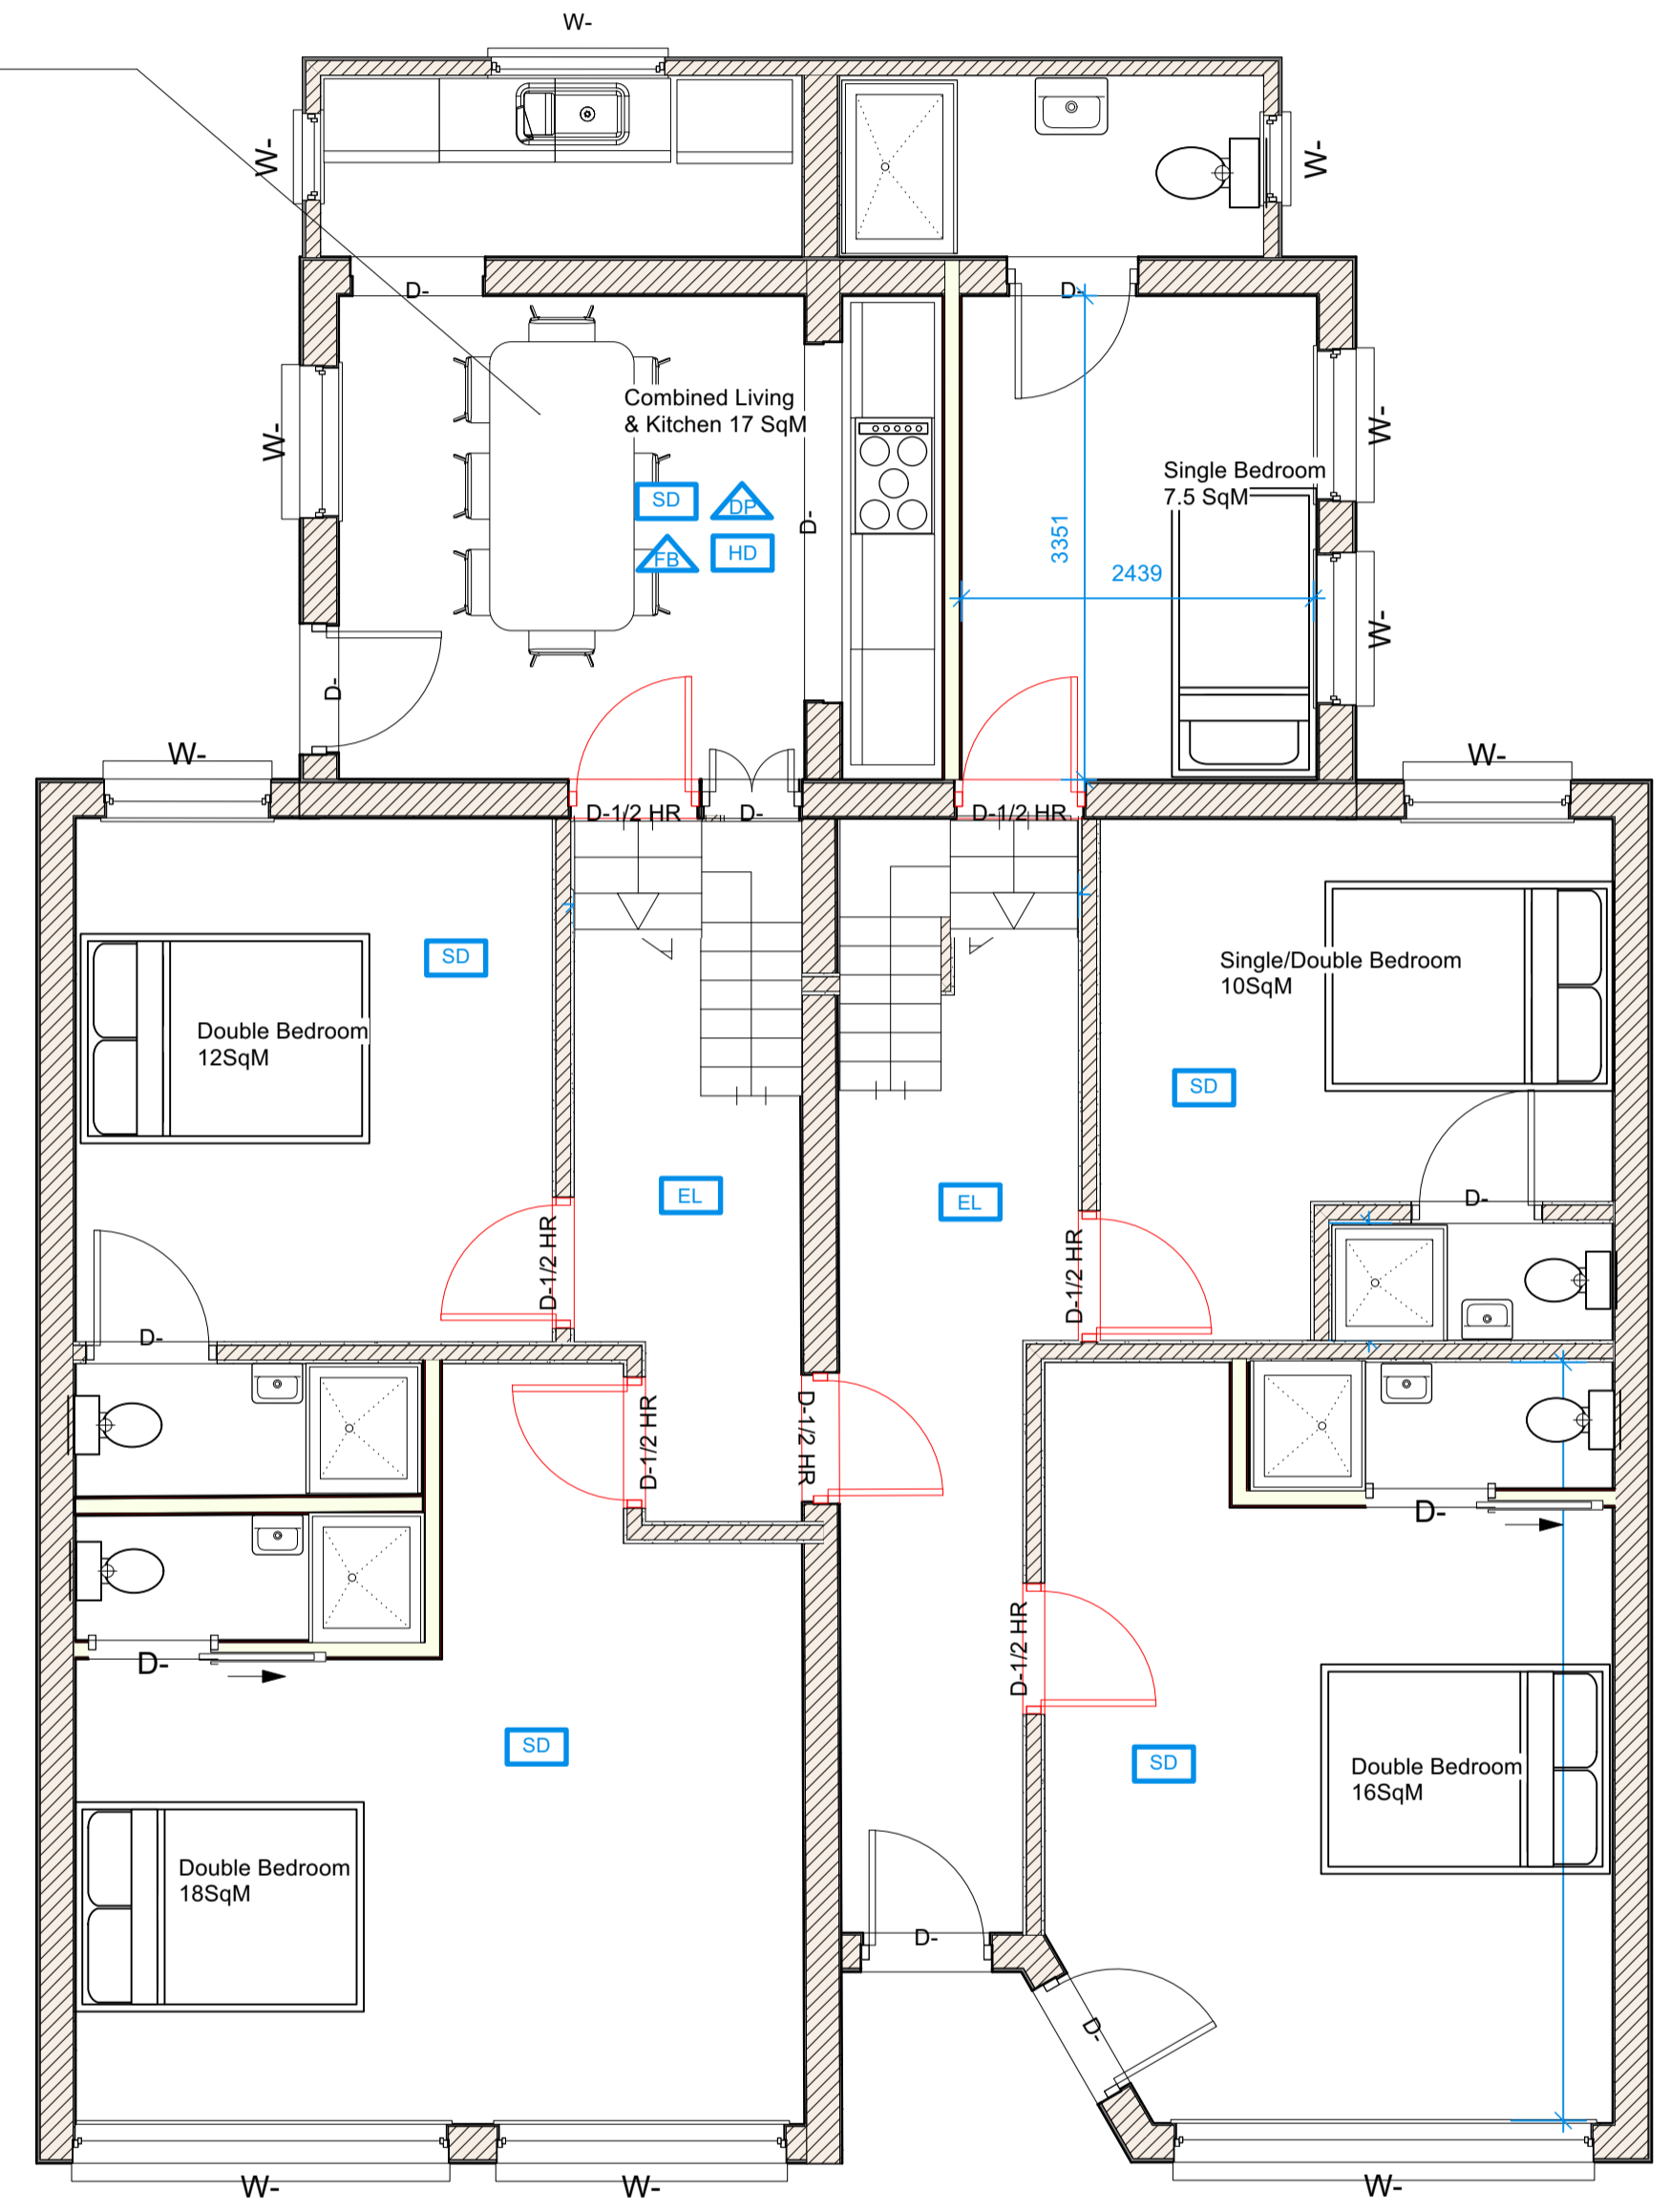 W-
W-
W-
D-
D-
Combined Living
& Kitchen 17 SqM
W-
W-
Single Bedroom
7.5 SqM
SD
DP
D-
FB
HD
3351
2439
W-
D-
W-
W-
D-1/2 HR
D-
D-1/2 HR
SD
Single/Double Bedroom
10SqM
Double Bedroom
12SqM
SD
EL
EL
D-
D-1/2 HR
D-1/2 HR
D-
D-1/2 HR
D-1/2 HR
D-
D-1/2 HR
D-
SD
SD
Double Bedroom
16SqM
Double Bedroom
18SqM
D-
D-
W-
W-
W-